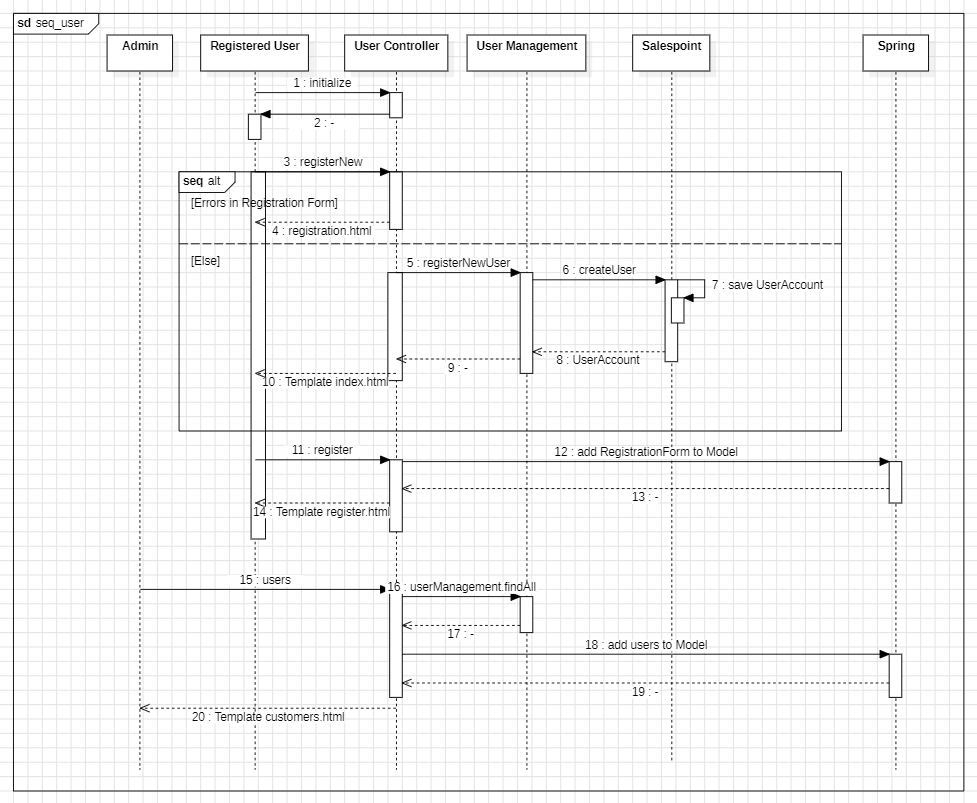 sd seq_user
Admin
Registered User
User Controller
User Management
Salespoint
Spring
1 : initialize
2 : -
3 : registerNew
seq alt
[Errors in Registration Form]
4 : registration.html
[Else]
5 : registerNewUser
6 : createUser
7 : save UserAccount
8 : UserAccount
9 : -
10 : Template index.html
11 : register
12 : add RegistrationForm to Model
13 : -
14 : Template register.html
15 : users
16 : userManagement.findAll
17 : -
18 : add users to Model
19 : -
20 : Template customers.html